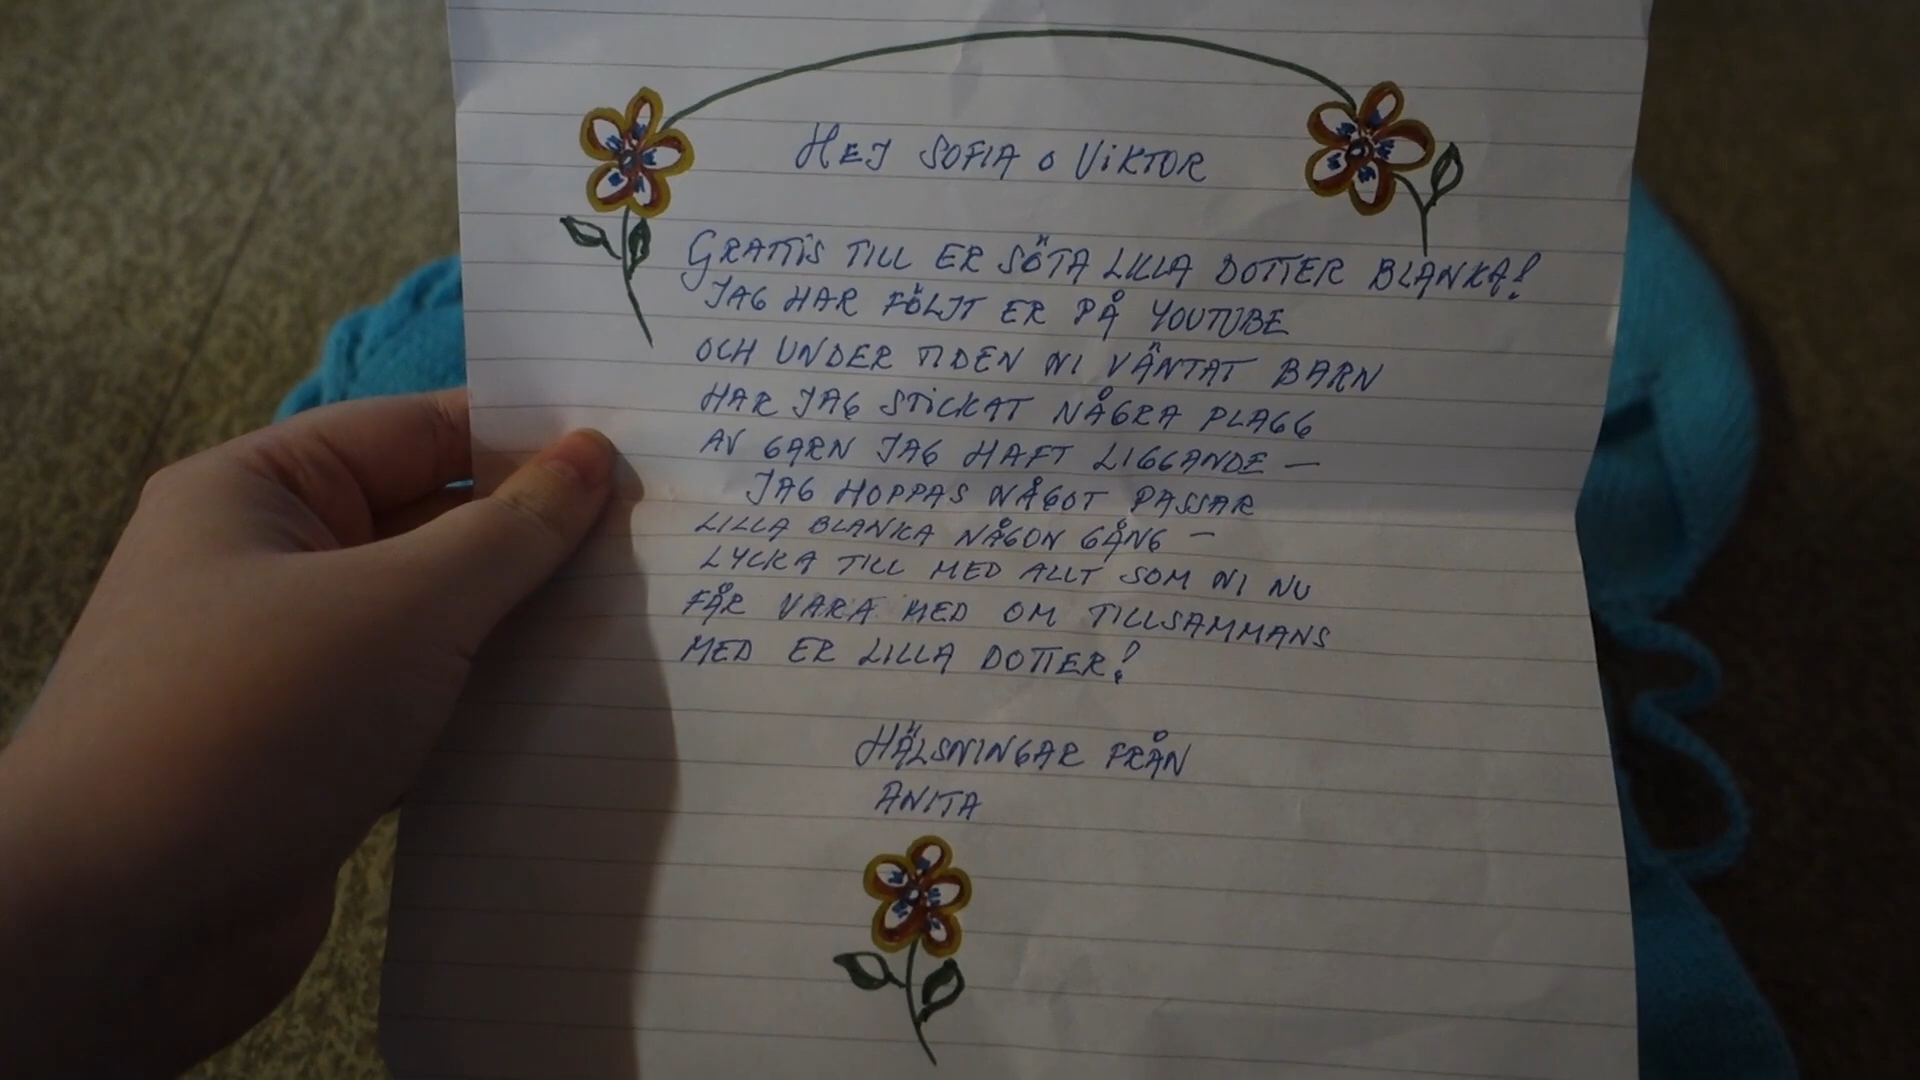 HEJ SOFIA O VIKTOR
GRATTIS TILL ER SÖTA LILLA DOTTER BLANKA!
JAG HAR FÖLJT ER PÅ YOUTUBE
OCH UNDER TIDEN NI VÄNTAT BARN
HAR JAG STICKAT NÅGRA PLAGG
AV GARN JAG HAFT LIGGANDE —
JAG HOPPAS NÅGOT PASSAR
LILLA BLANKA NÅGON GÅNG —
LYCKA TILL MED ALLT SOM NI NU
FÅR VARA MED OM TILLSAMMANS
MED ER LILLA DOTTER!
HÄLSNINGAR FRÅN
ANITA